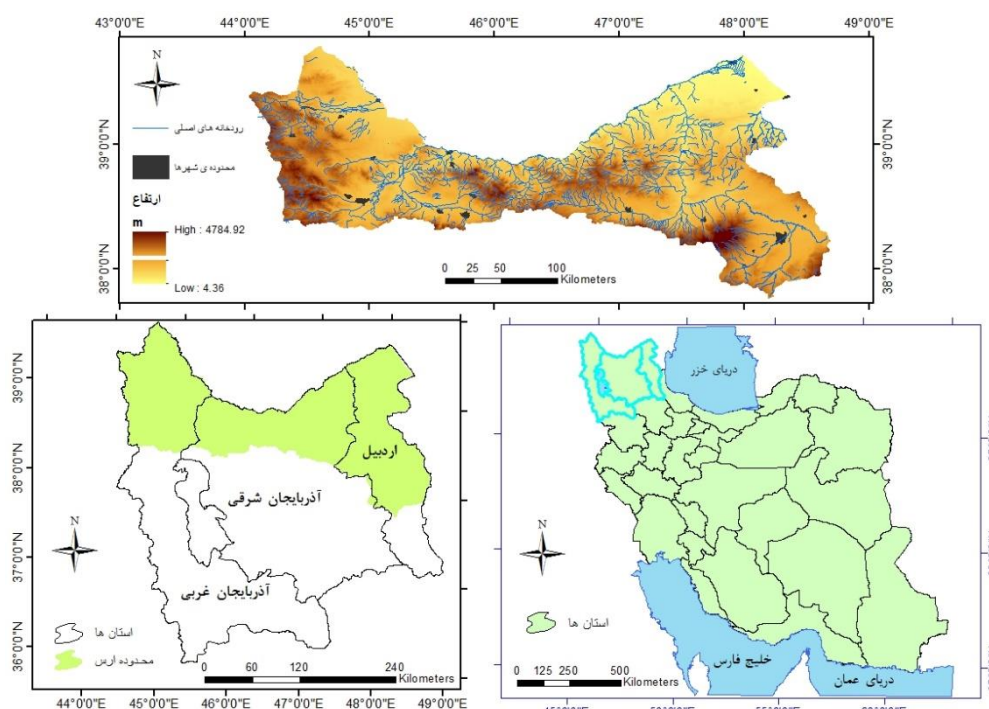 43°0'0"E 44°0'0"E 45°0'0"E 46°0'0"E 47°0'0"E 48°0'0"E 49°0'0"E
N
رودخانه های اصلی
محدوده ی شهرها
ارتفاع
m
High : 4784.92
Low : 4.36
39°0'0"N
38°0'0"N
39°0'0"N
38°0'0"N
0 25 50 100
Kilometers
39°0'0"N
38°0'0"N
37°0'0"N
36°0'0"N
اردبیل
آذربایجان شرقی
آذربایجان غربی
N
استان ها
محدوده ارس
0 60 120 240
Kilometers
44°0'0"E 45°0'0"E 46°0'0"E 47°0'0"E 48°0'0"E 49°0'0"E
دریای خزر
N
استان ها
0 125 250 500
Kilometers
خلیج فارس
دریای عمان